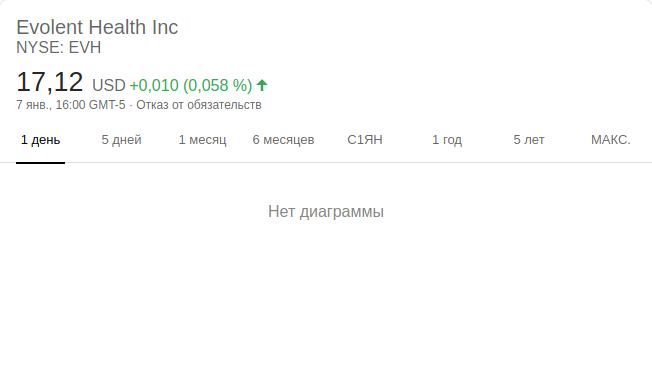 Evolent Health Inc
NYSE: EVH
17,12 USD +0,010 (0,058 %)
7 янв., 16:00 GMT-5 · Отказ от обязательств
1 день 5 дней 1 месяц 6 месяцев С1ЯН 1 год 5 лет МАКС.
Нет диаграммы